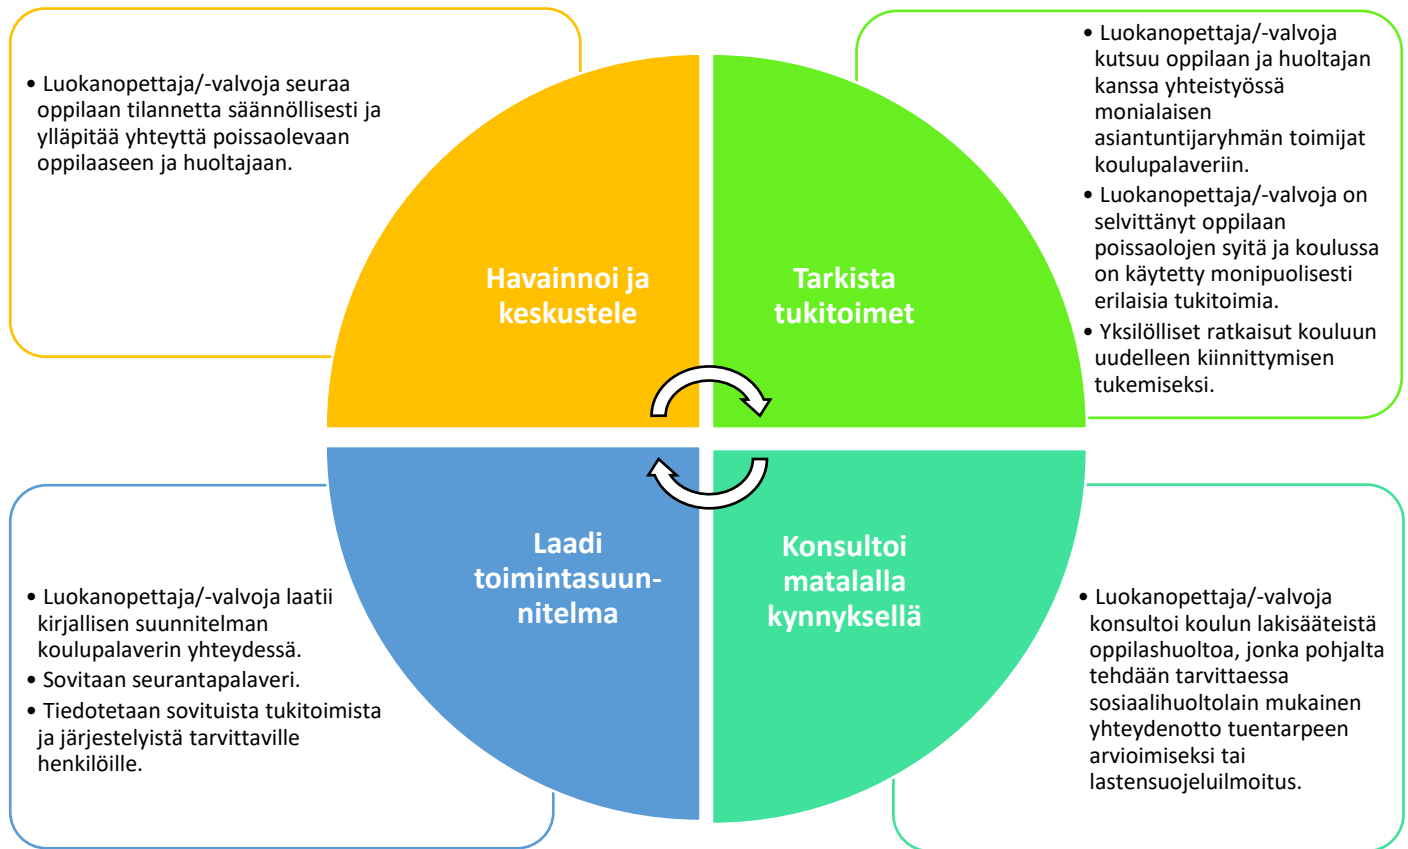 • Luokanopettaja/-valvoja seuraa
oppilaan tilannetta säännöllisesti ja
ylläpitää yhteyttä poissaolevaan
oppilaaseen ja huoltajaan.
• Luokanopettaja/-valvoja
kutsuu oppilaan ja huoltajan
kanssa yhteistyössä
monialaisen
asiantuntijaryhmän toimijat
koulupalaveriin.
• Luokanopettaja/-valvoja on
selvittänyt oppilaan
poissaolojen syitä ja koulussa
on käytetty monipuolisesti
erilaisia tukitoimia.
• Yksilölliset ratkaisut kouluun
uudelleen kiinnittymisen
tukemiseksi.
Havainnoi ja
keskustele
Tarkista
tukitoimet
Laadi
toimintasuun-
nitelma
Konsultoi
matalalla
kynnyksellä
• Luokanopettaja/-valvoja laatii
kirjallisen suunnitelman
koulupalaverin yhteydessä.
• Sovitaan seurantapalaveri.
• Tiedotetaan sovituista tukitoimista
ja järjestelyistä tarvittaville
henkilöille.
• Luokanopettaja/-valvoja
konsultoi koulun lakisääteistä
oppilashuoltoa, jonka pohjalta
tehdään tarvittaessa
sosiaalihuoltolain mukainen
yhteydenotto tuentarpeen
arvioimiseksi tai
lastensuojeluilmoitus.